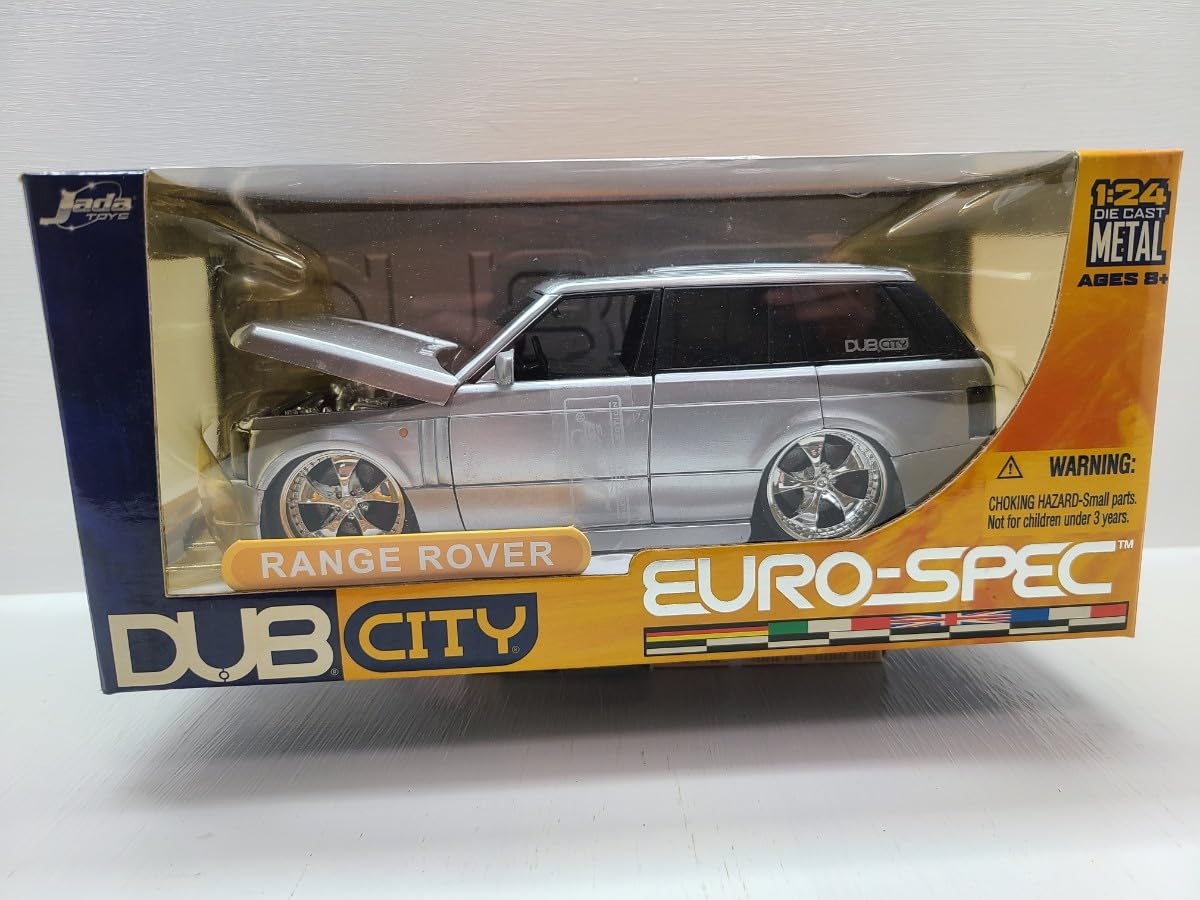 Jada
TOYS
1:24
DIE CAST
METAL
AGES 8+
DUB CITY
WARNING:
CHOKING HAZARD-Small parts.
Not for children under 3 years.
RANGE ROVER
EURO-SPEC™
DUB® CITY®